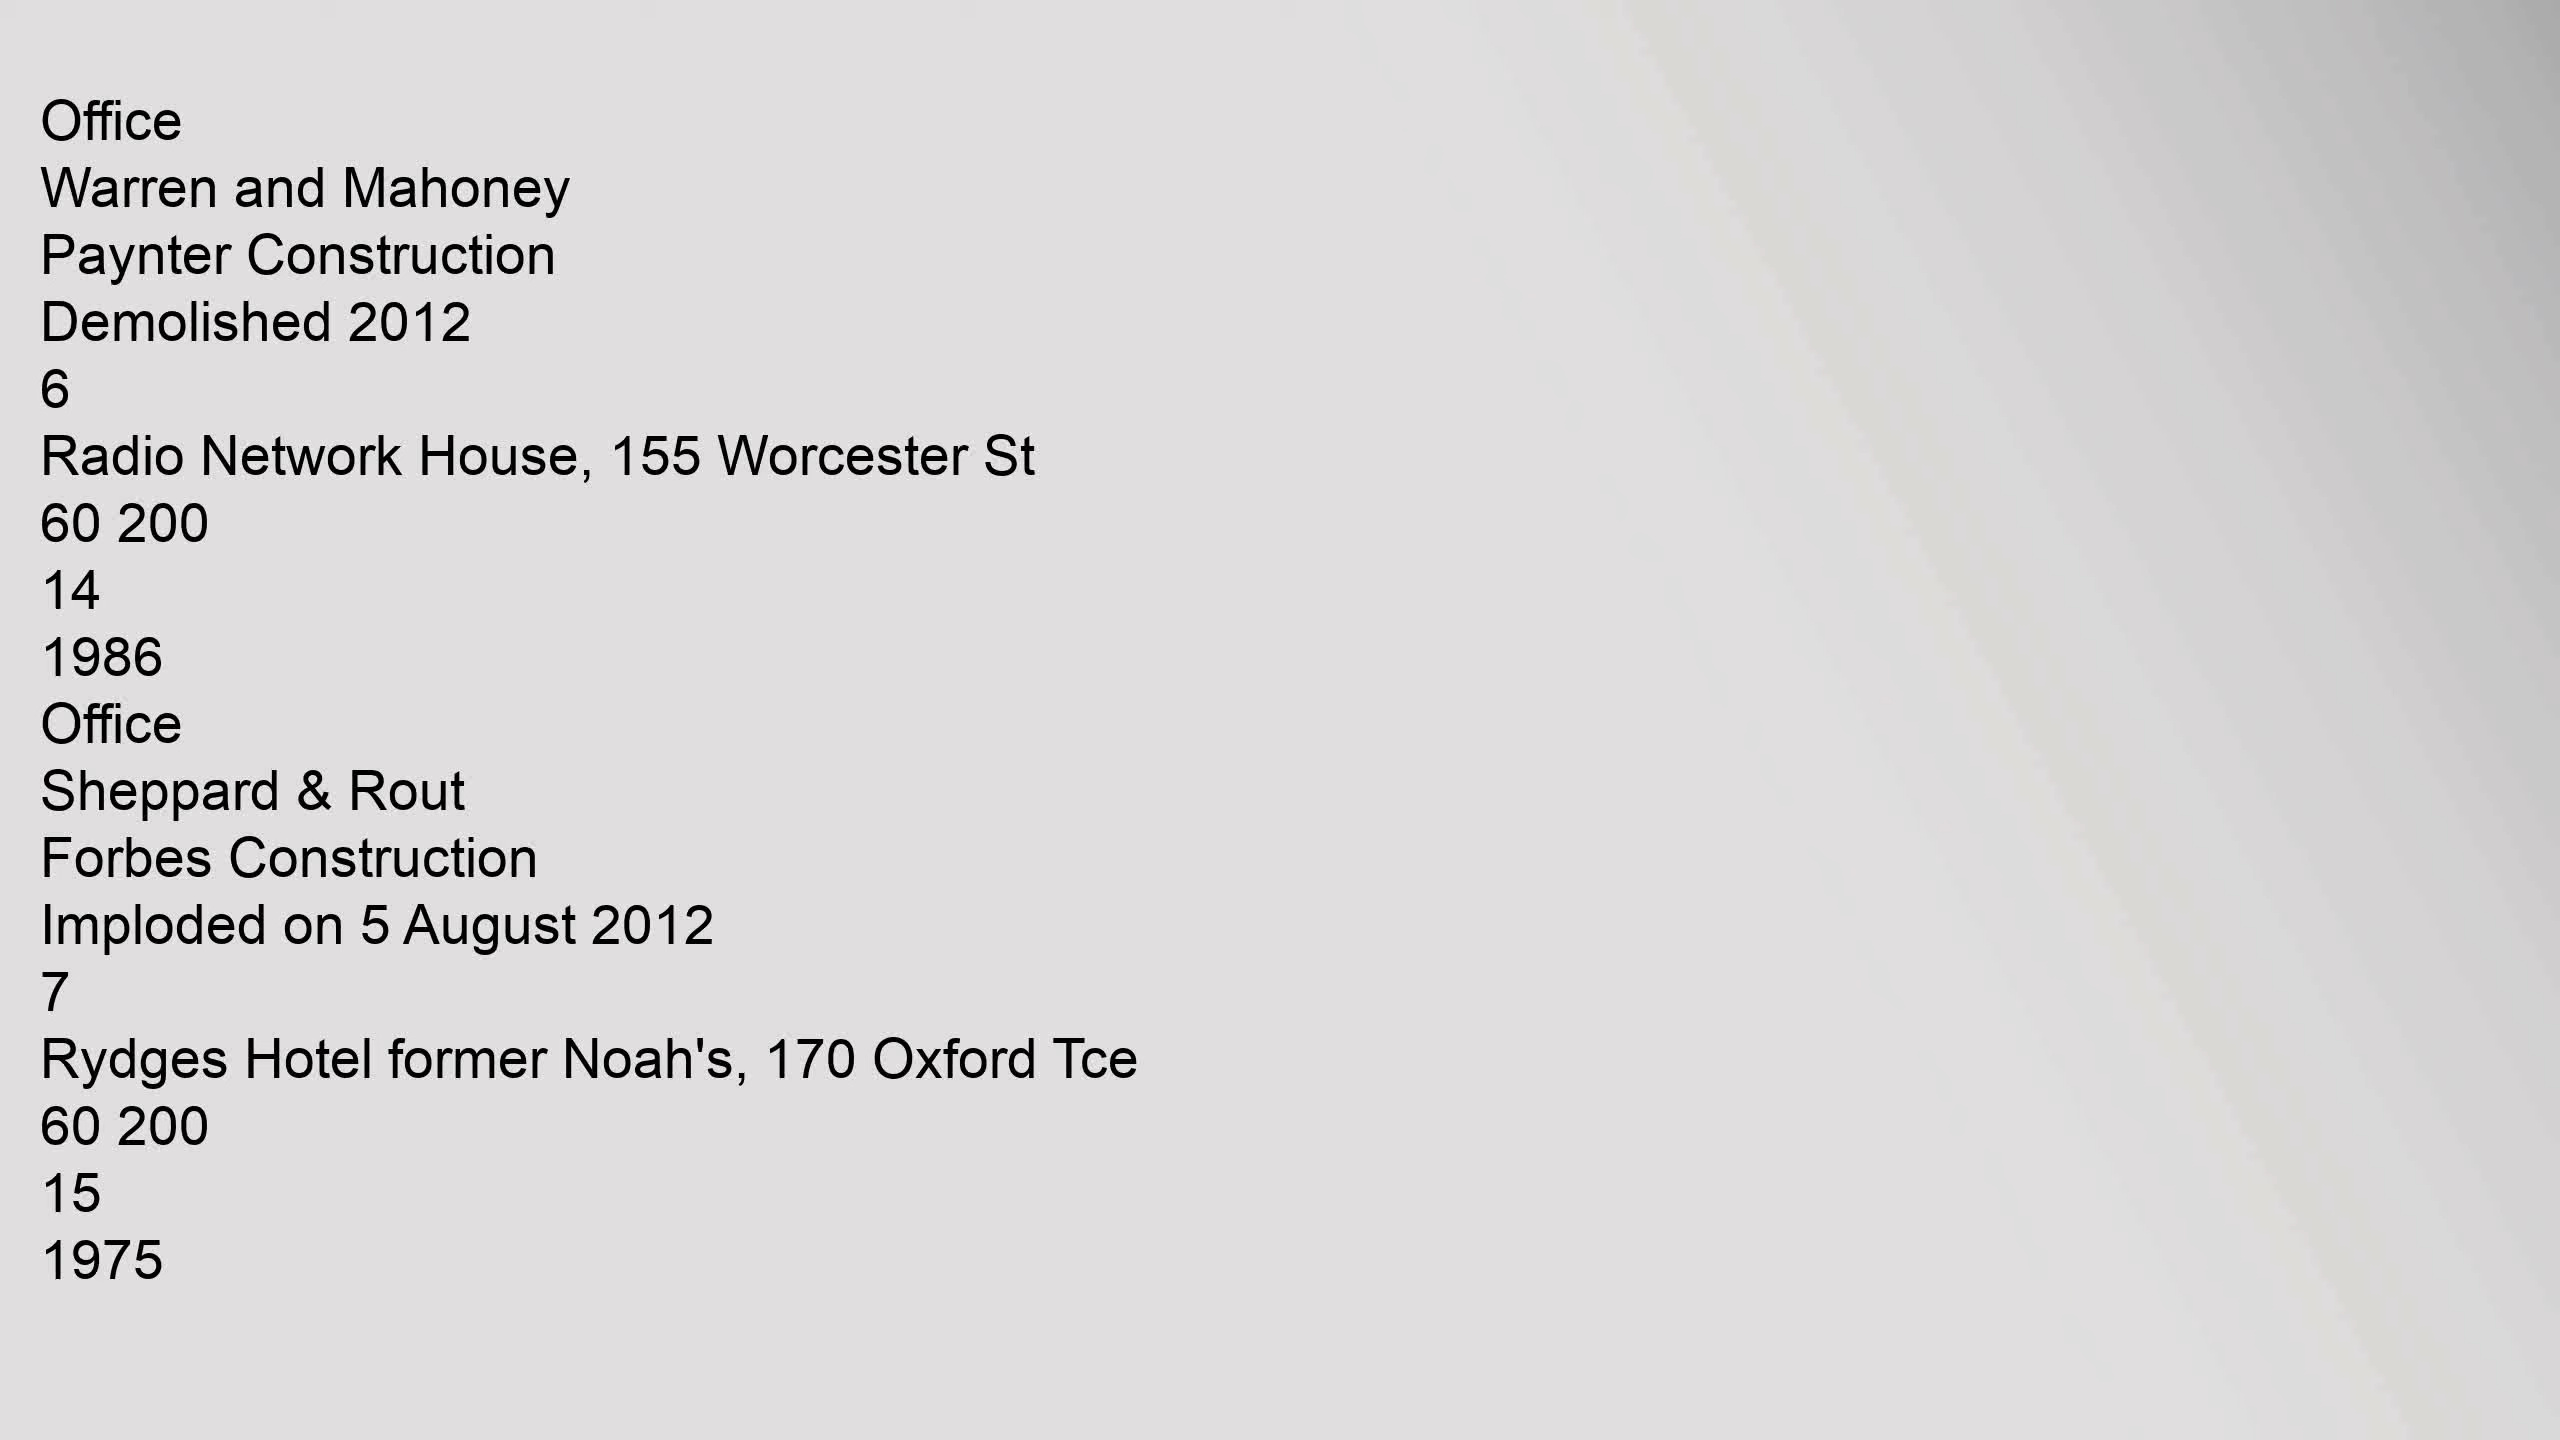 Office
Warren and Mahoney
Paynter Construction
Demolished 2012
6
Radio Network House, 155 Worcester St
60 200
14
1986
Office
Sheppard & Rout
Forbes Construction
Imploded on 5 August 2012
7
Rydges Hotel former Noah's, 170 Oxford Tce
60 200
15
1975